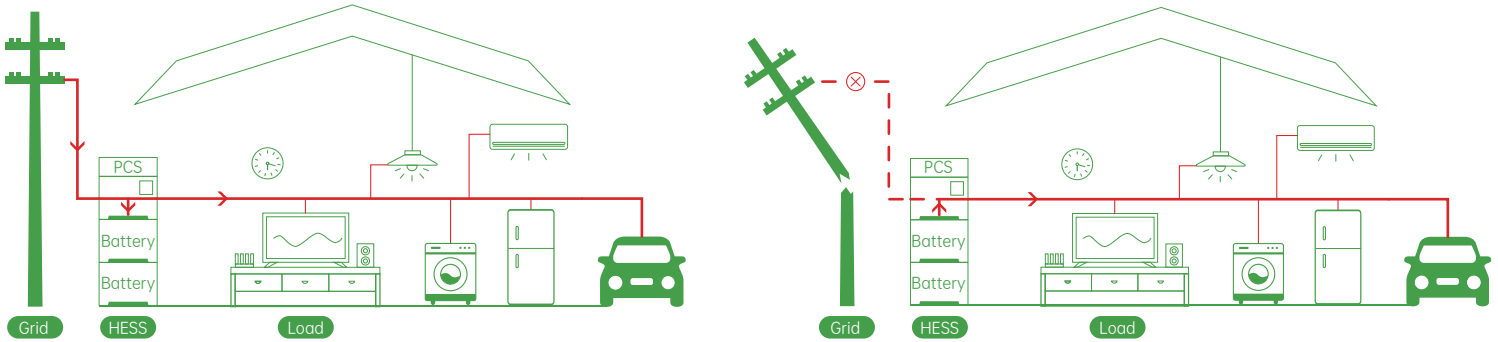 PCS
Battery
Battery
Grid
HESS
Load
PCS
Battery
Battery
Grid
HESS
Load